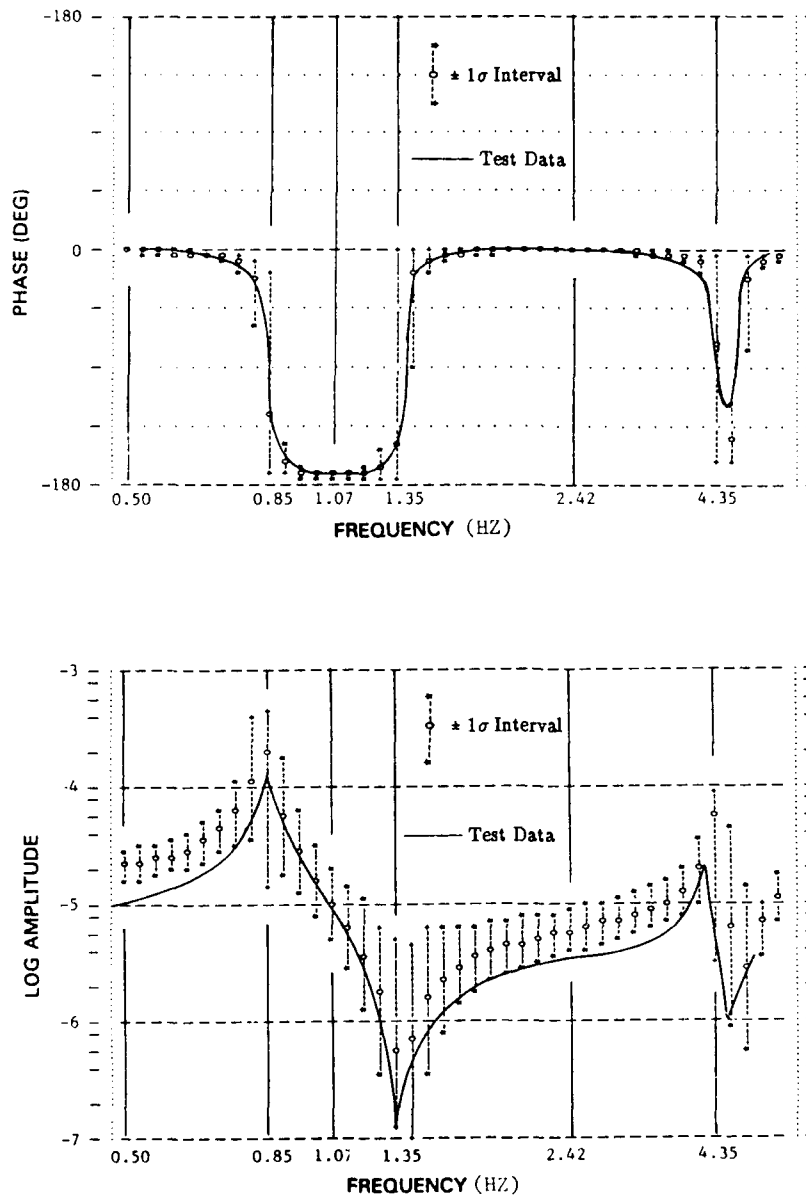 -180
± 1σ Interval
Test Data
PHASE (DEG)
0
-180
0.50 0.85 1.07 1.35 2.42 4.35
FREQUENCY (HZ)
-3
± 1σ Interval
-4
Test Data
LOG AMPLITUDE
-5
-6
-7
0.50 0.85 1.07 1.35 2.42 4.35
FREQUENCY (HZ)